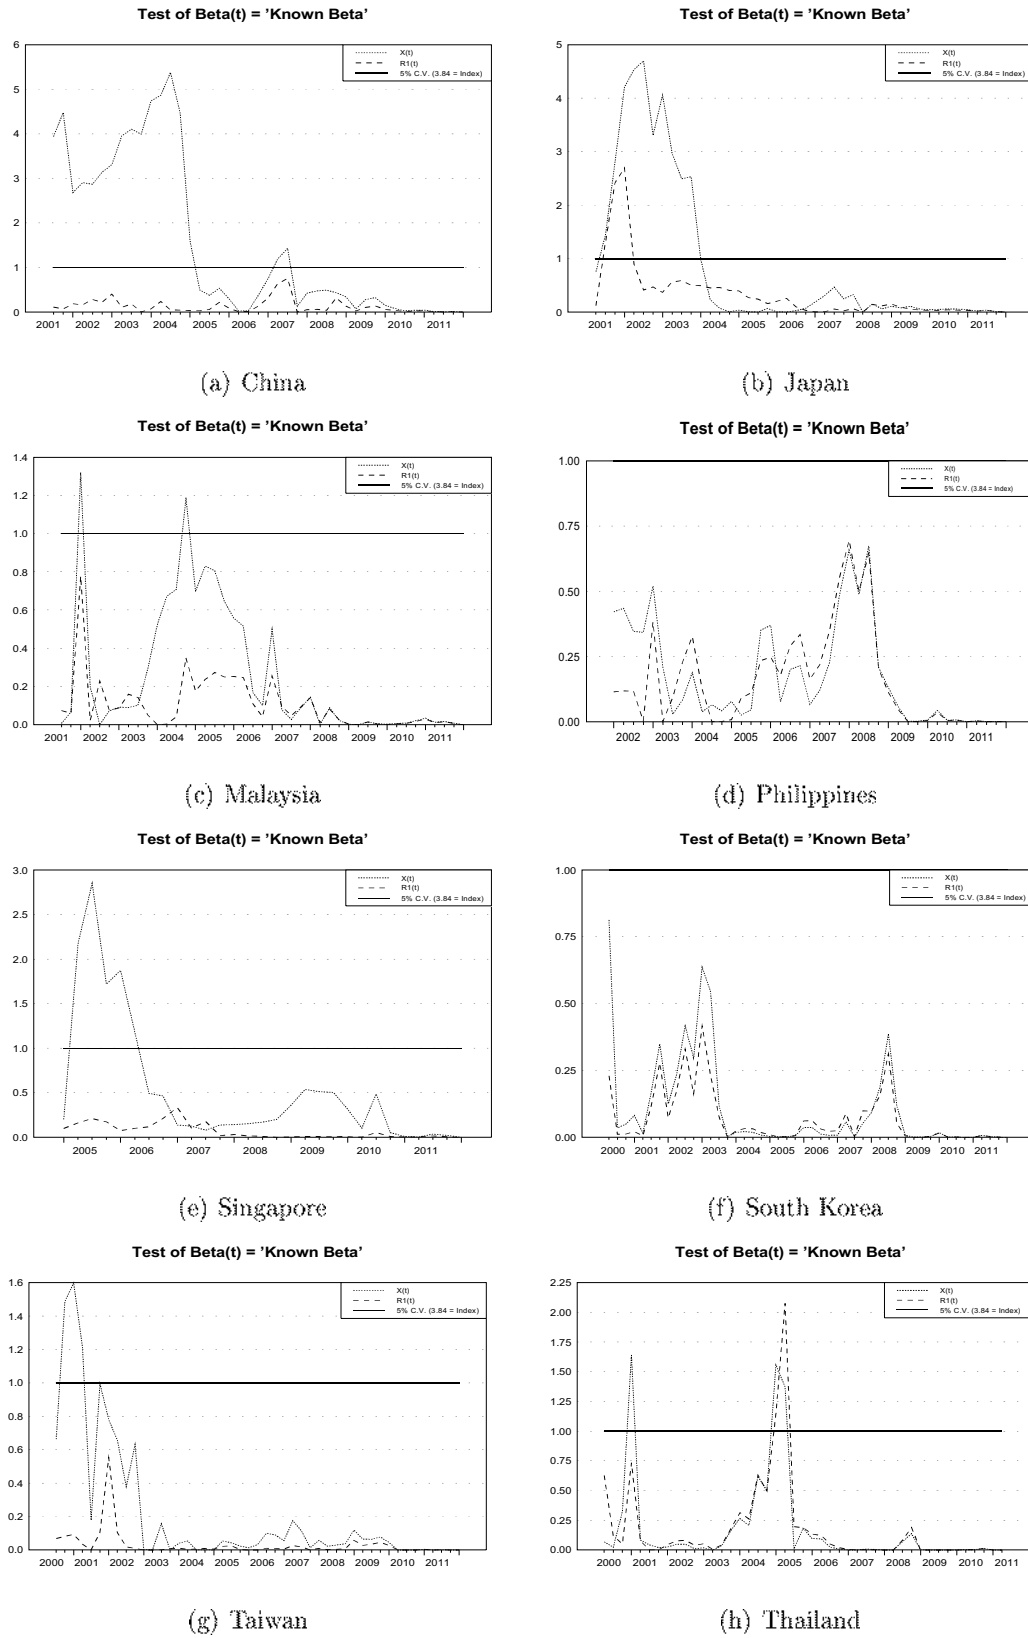 Test of Beta(t) = 'Known Beta'
X(t)
R1(t)
5% C.V. (3.84 = Index)
6
5
4
3
2
1
0
2001 2002 2003 2004 2005 2006 2007 2008 2009 2010 2011
(a) China
Test of Beta(t) = 'Known Beta'
X(t)
R1(t)
5% C.V. (3.84 = Index)
5
4
3
2
1
0
2001 2002 2003 2004 2005 2006 2007 2008 2009 2010 2011
(b) Japan
Test of Beta(t) = 'Known Beta'
X(t)
R1(t)
5% C.V. (3.84 = Index)
1.4
1.2
1.0
0.8
0.6
0.4
0.2
0.0
2001 2002 2003 2004 2005 2006 2007 2008 2009 2010 2011
(c) Malaysia
Test of Beta(t) = 'Known Beta'
X(t)
R1(t)
5% C.V. (3.84 = Index)
1.00
0.75
0.50
0.25
0.00
2002 2003 2004 2005 2006 2007 2008 2009 2010 2011
(d) Philippines
Test of Beta(t) = 'Known Beta'
X(t)
R1(t)
5% C.V. (3.84 = Index)
3.0
2.5
2.0
1.5
1.0
0.5
0.0
2005 2006 2007 2008 2009 2010 2011
(e) Singapore
Test of Beta(t) = 'Known Beta'
X(t)
R1(t)
5% C.V. (3.84 = Index)
1.00
0.75
0.50
0.25
0.00
2000 2001 2002 2003 2004 2005 2006 2007 2008 2009 2010 2011
(f) South Korea
Test of Beta(t) = 'Known Beta'
X(t)
R1(t)
5% C.V. (3.84 = Index)
1.6
1.4
1.2
1.0
0.8
0.6
0.4
0.2
0.0
2000 2001 2002 2003 2004 2005 2006 2007 2008 2009 2010 2011
(g) Taiwan
Test of Beta(t) = 'Known Beta'
X(t)
R1(t)
5% C.V. (3.84 = Index)
2.25
2.00
1.75
1.50
1.25
1.00
0.75
0.50
0.25
0.00
2000 2001 2002 2003 2004 2005 2006 2007 2008 2009 2010 2011
(h) Thailand